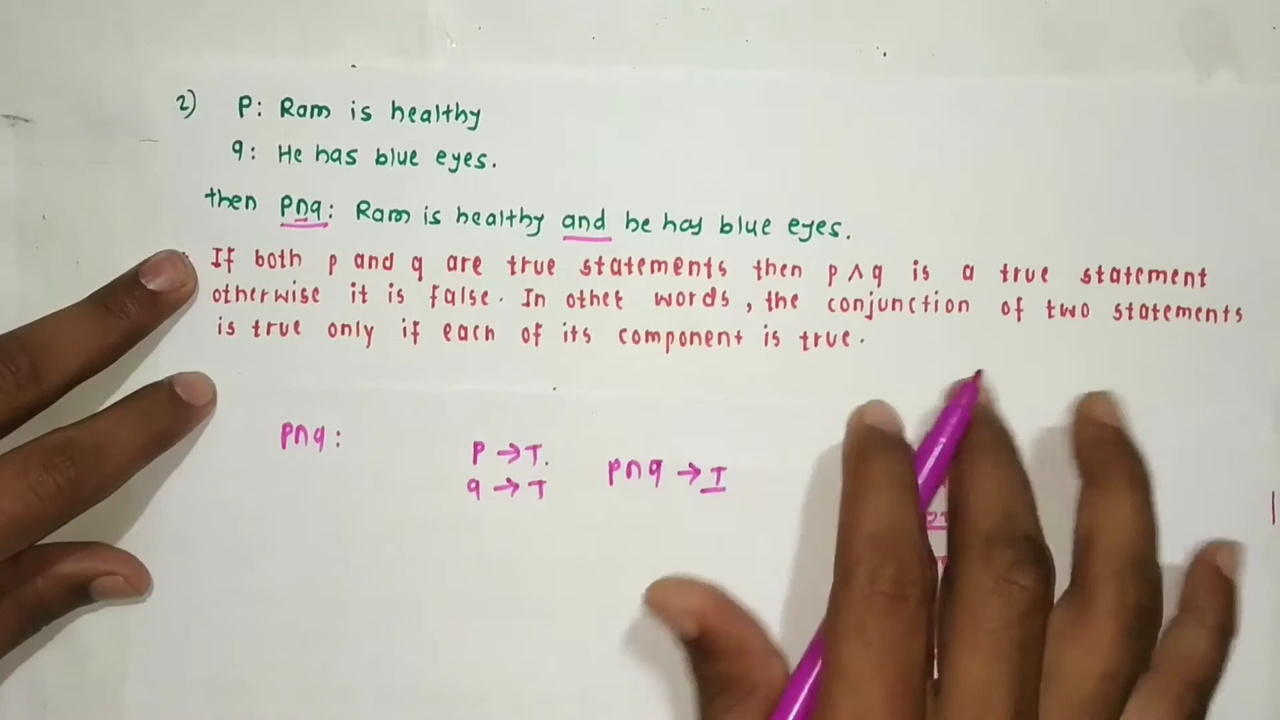 2) P: Ram is healthy
q: He has blue eyes.
then p∩q: Ram is healthy and he has blue eyes.
If both p and q are true statements then p ∧ q is a true statement
otherwise it is false. In othet words, the conjunction of two statements
is true only if each of its component is true.
p∩q:
P → T.
q → T
p∩q → T